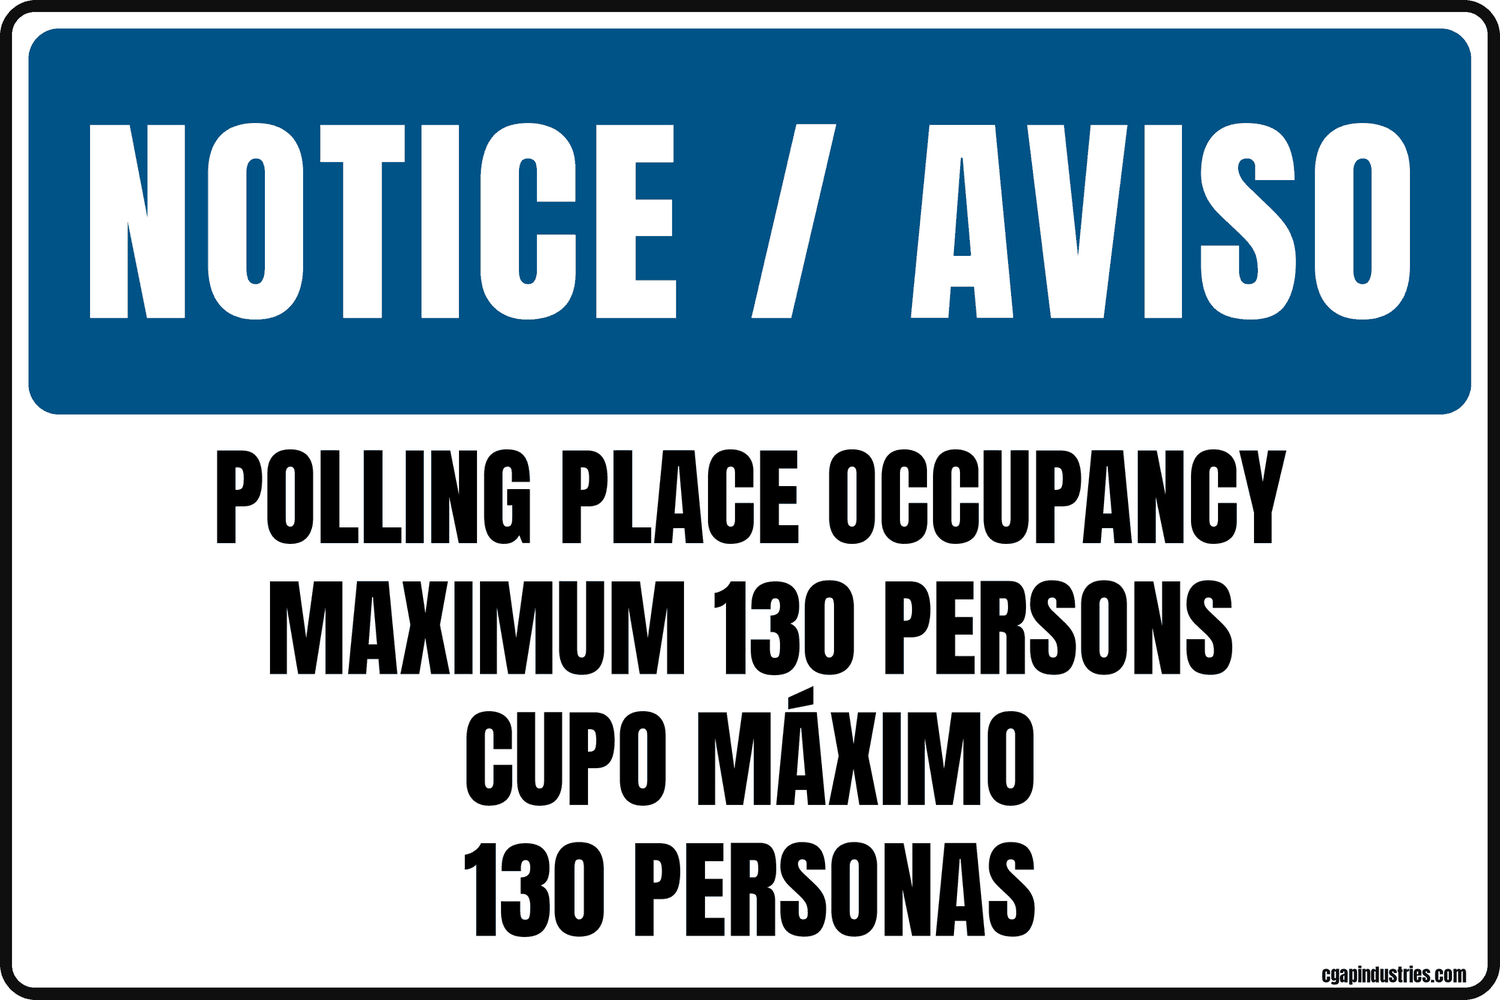 NOTICE / AVISO
POLLING PLACE OCCUPANCY
MAXIMUM 130 PERSONS
CUPO MÁXIMO
130 PERSONAS
cgapindustries.com